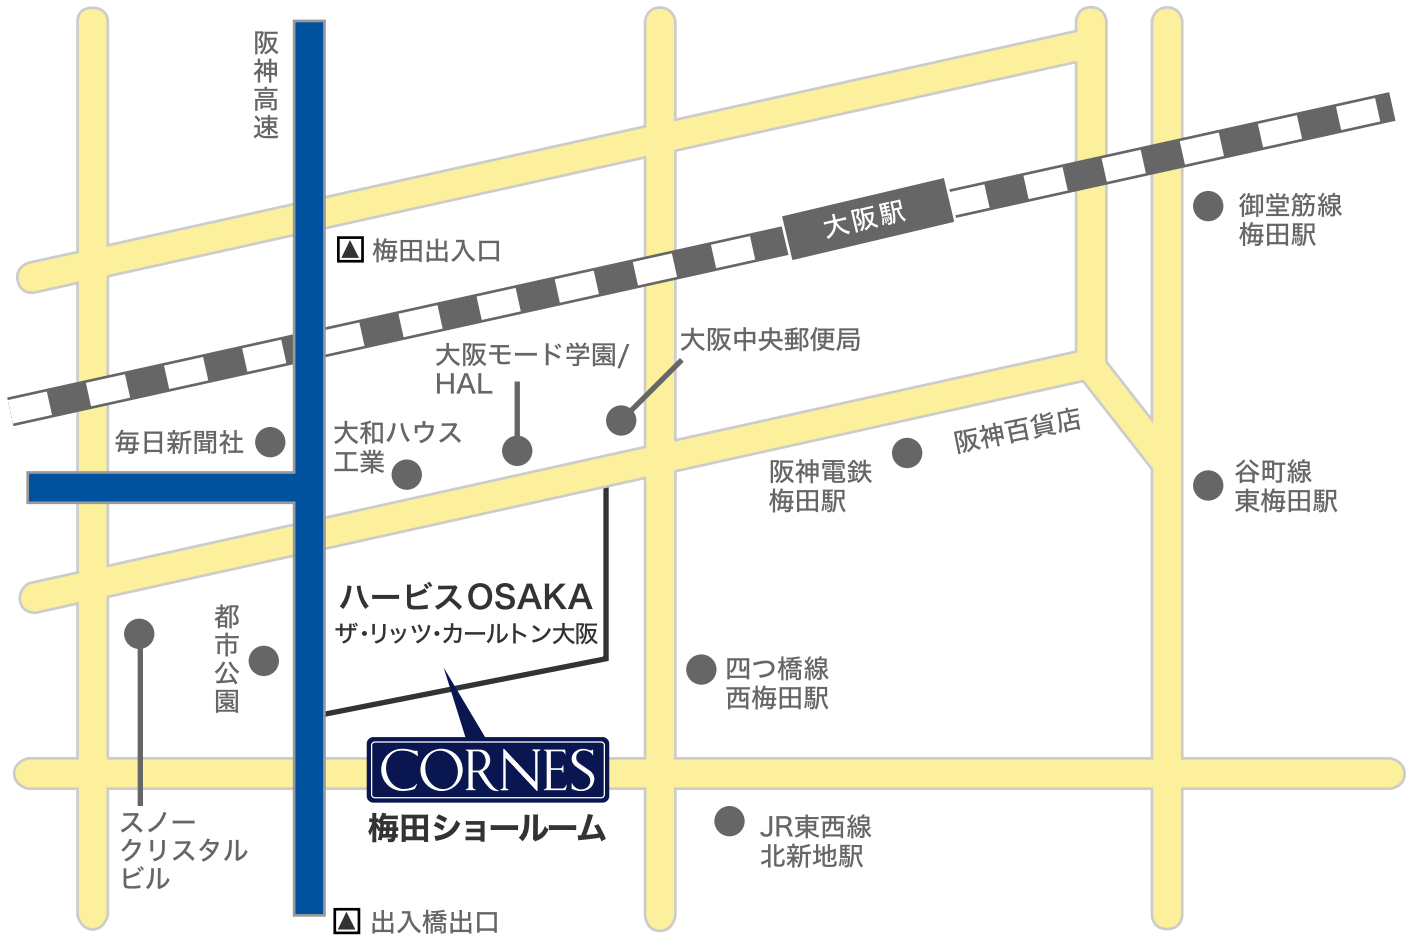 阪神高速
梅田出入口
大阪駅
御堂筋線
梅田駅
大阪モード学園/
HAL
大阪中央郵便局
毎日新聞社
大和ハウス
工業
阪神電鉄
梅田駅
阪神百貨店
谷町線
東梅田駅
都市公園
ハービスOSAKA
ザ・リッツ・カールトン大阪
四つ橋線
西梅田駅
CORNES
梅田ショールーム
スノー
クリスタル
ビル
JR東西線
北新地駅
出入橋出口